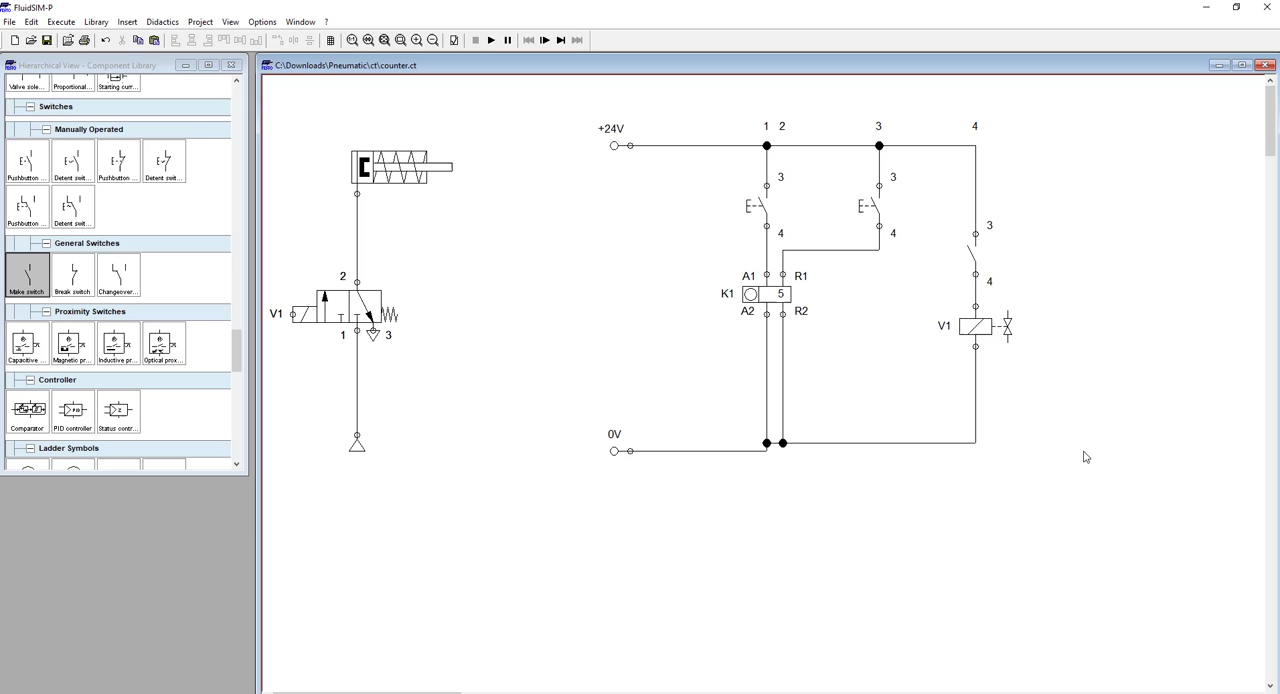 FluidSIM-P
File Edit Execute Library Insert Didactics Project View Options Window ?
Hierarchical View - Component Library
C:\Downloads\Pneumatic\ct\counter.ct
Valve sole... Proportional... Starting curr...
Switches
Manually Operated
Pushbutton ... Detent swit... Pushbutton ... Detent swit...
Pushbutton ... Detent swit...
General Switches
Make switch Break switch Changeover...
Proximity Switches
Capacitive ... Magnetic pr... Inductive pr... Optical prox...
Controller
Comparator PID controller Status contr...
Ladder Symbols
V1
2
1
3
+24V
1 2 3 4
3
4
3
4
3
4
A1 R1
K1 5
A2 R2
V1
0V